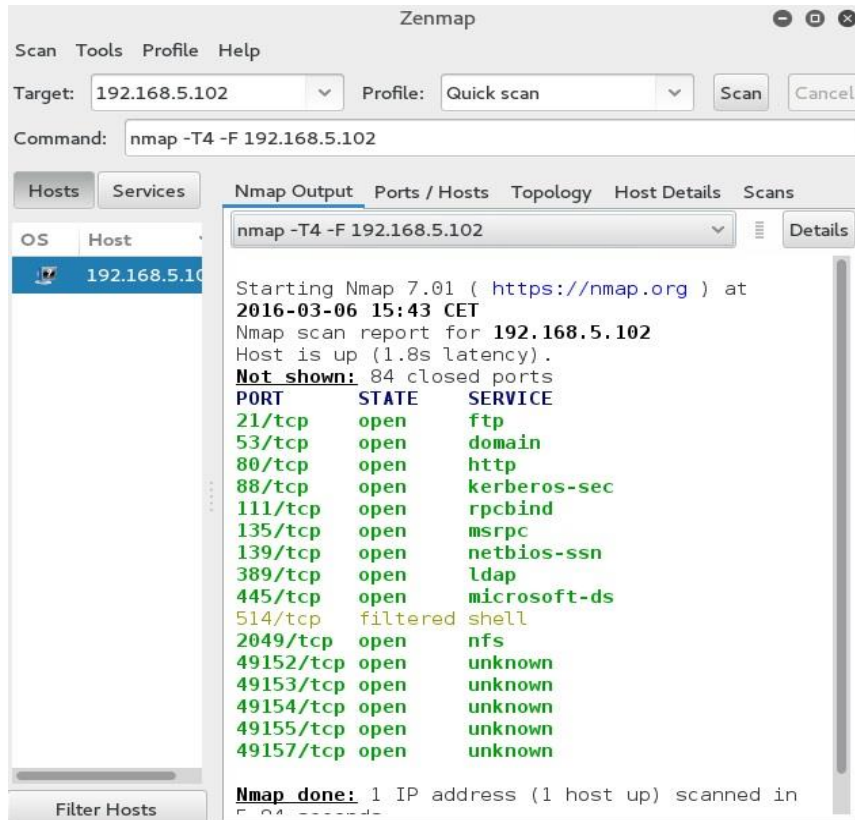 Zenmap
Scan Tools Profile Help
Target: 192.168.5.102 Profile: Quick scan Scan Cancel
Command: nmap -T4 -F 192.168.5.102
Hosts Services
Nmap Output Ports / Hosts Topology Host Details Scans
OS Host
192.168.5.10
nmap -T4 -F 192.168.5.102 Details
Starting Nmap 7.01 ( https://nmap.org ) at
2016-03-06 15:43 CET
Nmap scan report for 192.168.5.102
Host is up (1.8s latency).
Not shown: 84 closed ports
PORT STATE SERVICE
21/tcp open ftp
53/tcp open domain
80/tcp open http
88/tcp open kerberos-sec
111/tcp open rpcbind
135/tcp open msrpc
139/tcp open netbios-ssn
389/tcp open ldap
445/tcp open microsoft-ds
514/tcp filtered shell
2049/tcp open nfs
49152/tcp open unknown
49153/tcp open unknown
49154/tcp open unknown
49155/tcp open unknown
49157/tcp open unknown
Nmap done: 1 IP address (1 host up) scanned in
Filter Hosts